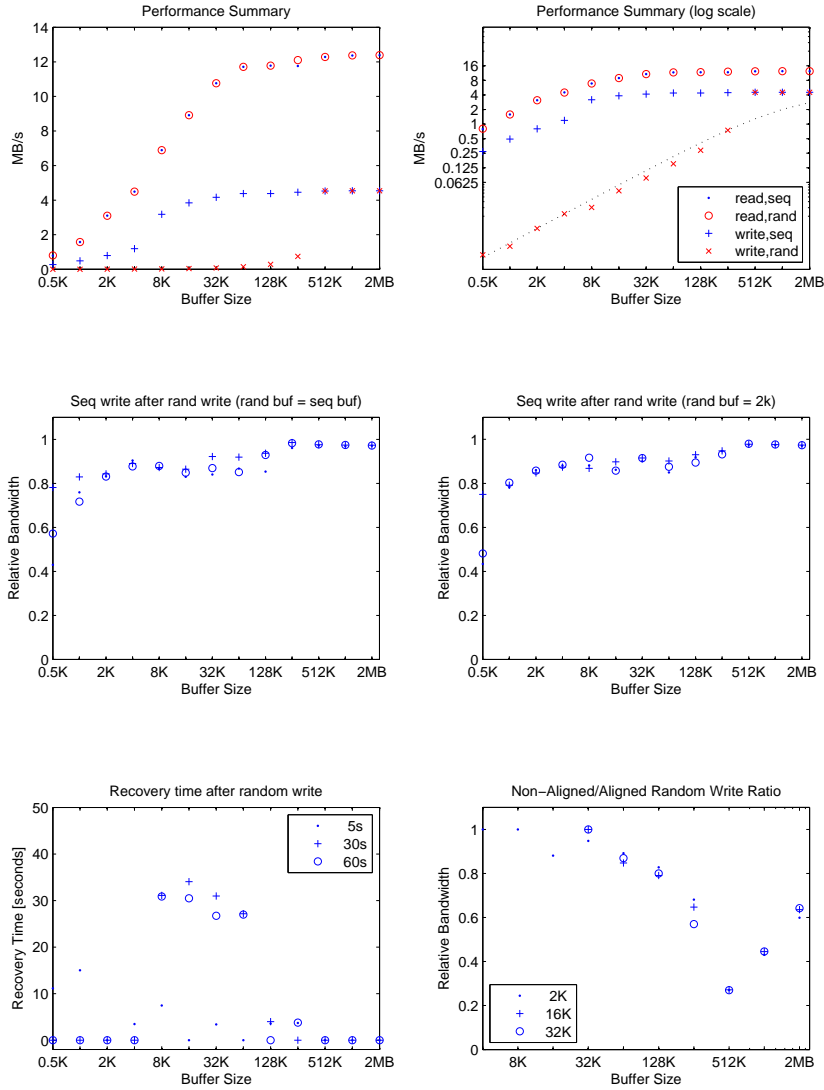 Performance Summary
14
12
10
8
6
4
2
0
MB/s
0.5K 2K 8K 32K 128K 512K 2MB
Buffer Size
Performance Summary (log scale)
16
8
4
2
1
0.5
0.25
0.125
0.0625
MB/s
read,seq
read,rand
write,seq
write,rand
0.5K 2K 8K 32K 128K 512K 2MB
Buffer Size
Seq write after rand write (rand buf = seq buf)
1
0.8
0.6
0.4
0.2
0
Relative Bandwidth
0.5K 2K 8K 32K 128K 512K 2MB
Buffer Size
Seq write after rand write (rand buf = 2k)
1
0.8
0.6
0.4
0.2
0
Relative Bandwidth
0.5K 2K 8K 32K 128K 512K 2MB
Buffer Size
Recovery time after random write
50
40
30
20
10
0
Recovery Time [seconds]
5s
30s
60s
0.5K 2K 8K 32K 128K 512K 2MB
Buffer Size
Non−Aligned/Aligned Random Write Ratio
1
0.8
0.6
0.4
0.2
0
Relative Bandwidth
2K
16K
32K
8K 32K 128K 512K 2MB
Buffer Size